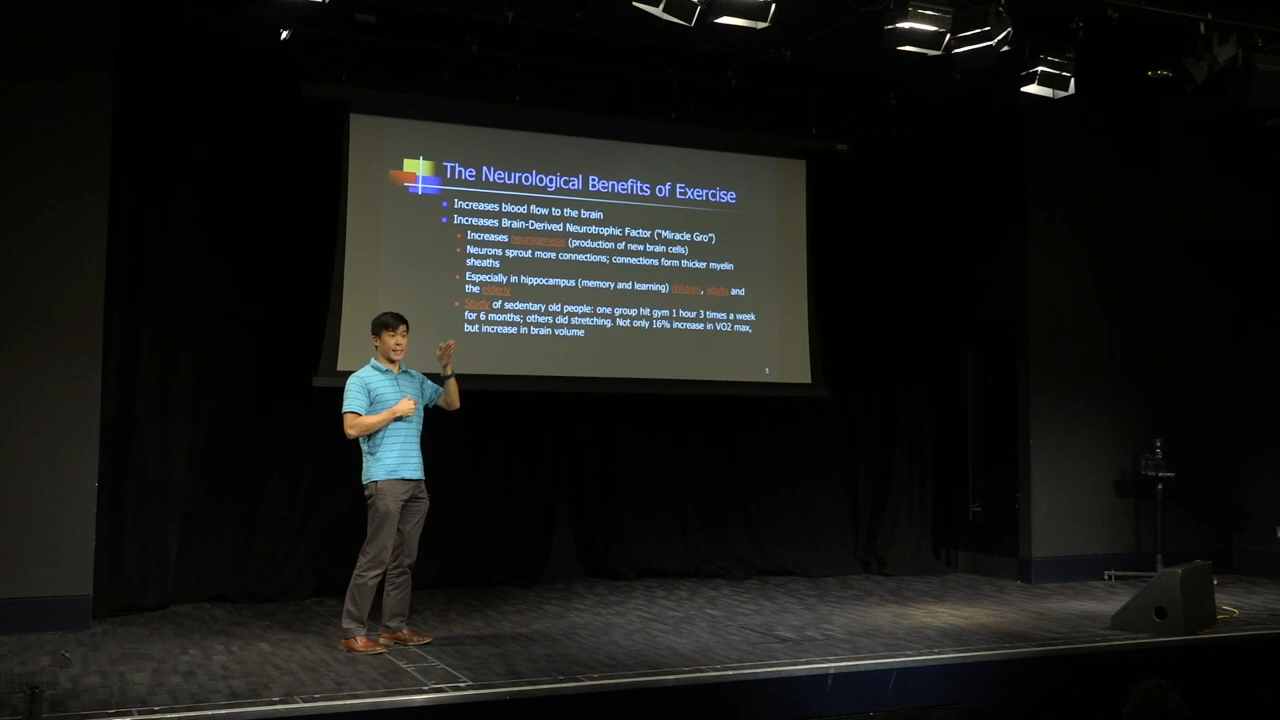 The Neurological Benefits of Exercise
Increases blood flow to the brain
Increases Brain-Derived Neurotrophic Factor ("Miracle Gro")
Increases neurogenesis (production of new brain cells)
Neurons sprout more connections; connections form thicker myelin
sheaths
Especially in hippocampus (memory and learning) children, adults and
the elderly
Study of sedentary old people: one group hit gym 1 hour 3 times a week
for 6 months; others did stretching. Not only 16% increase in VO2 max,
but increase in brain volume
5